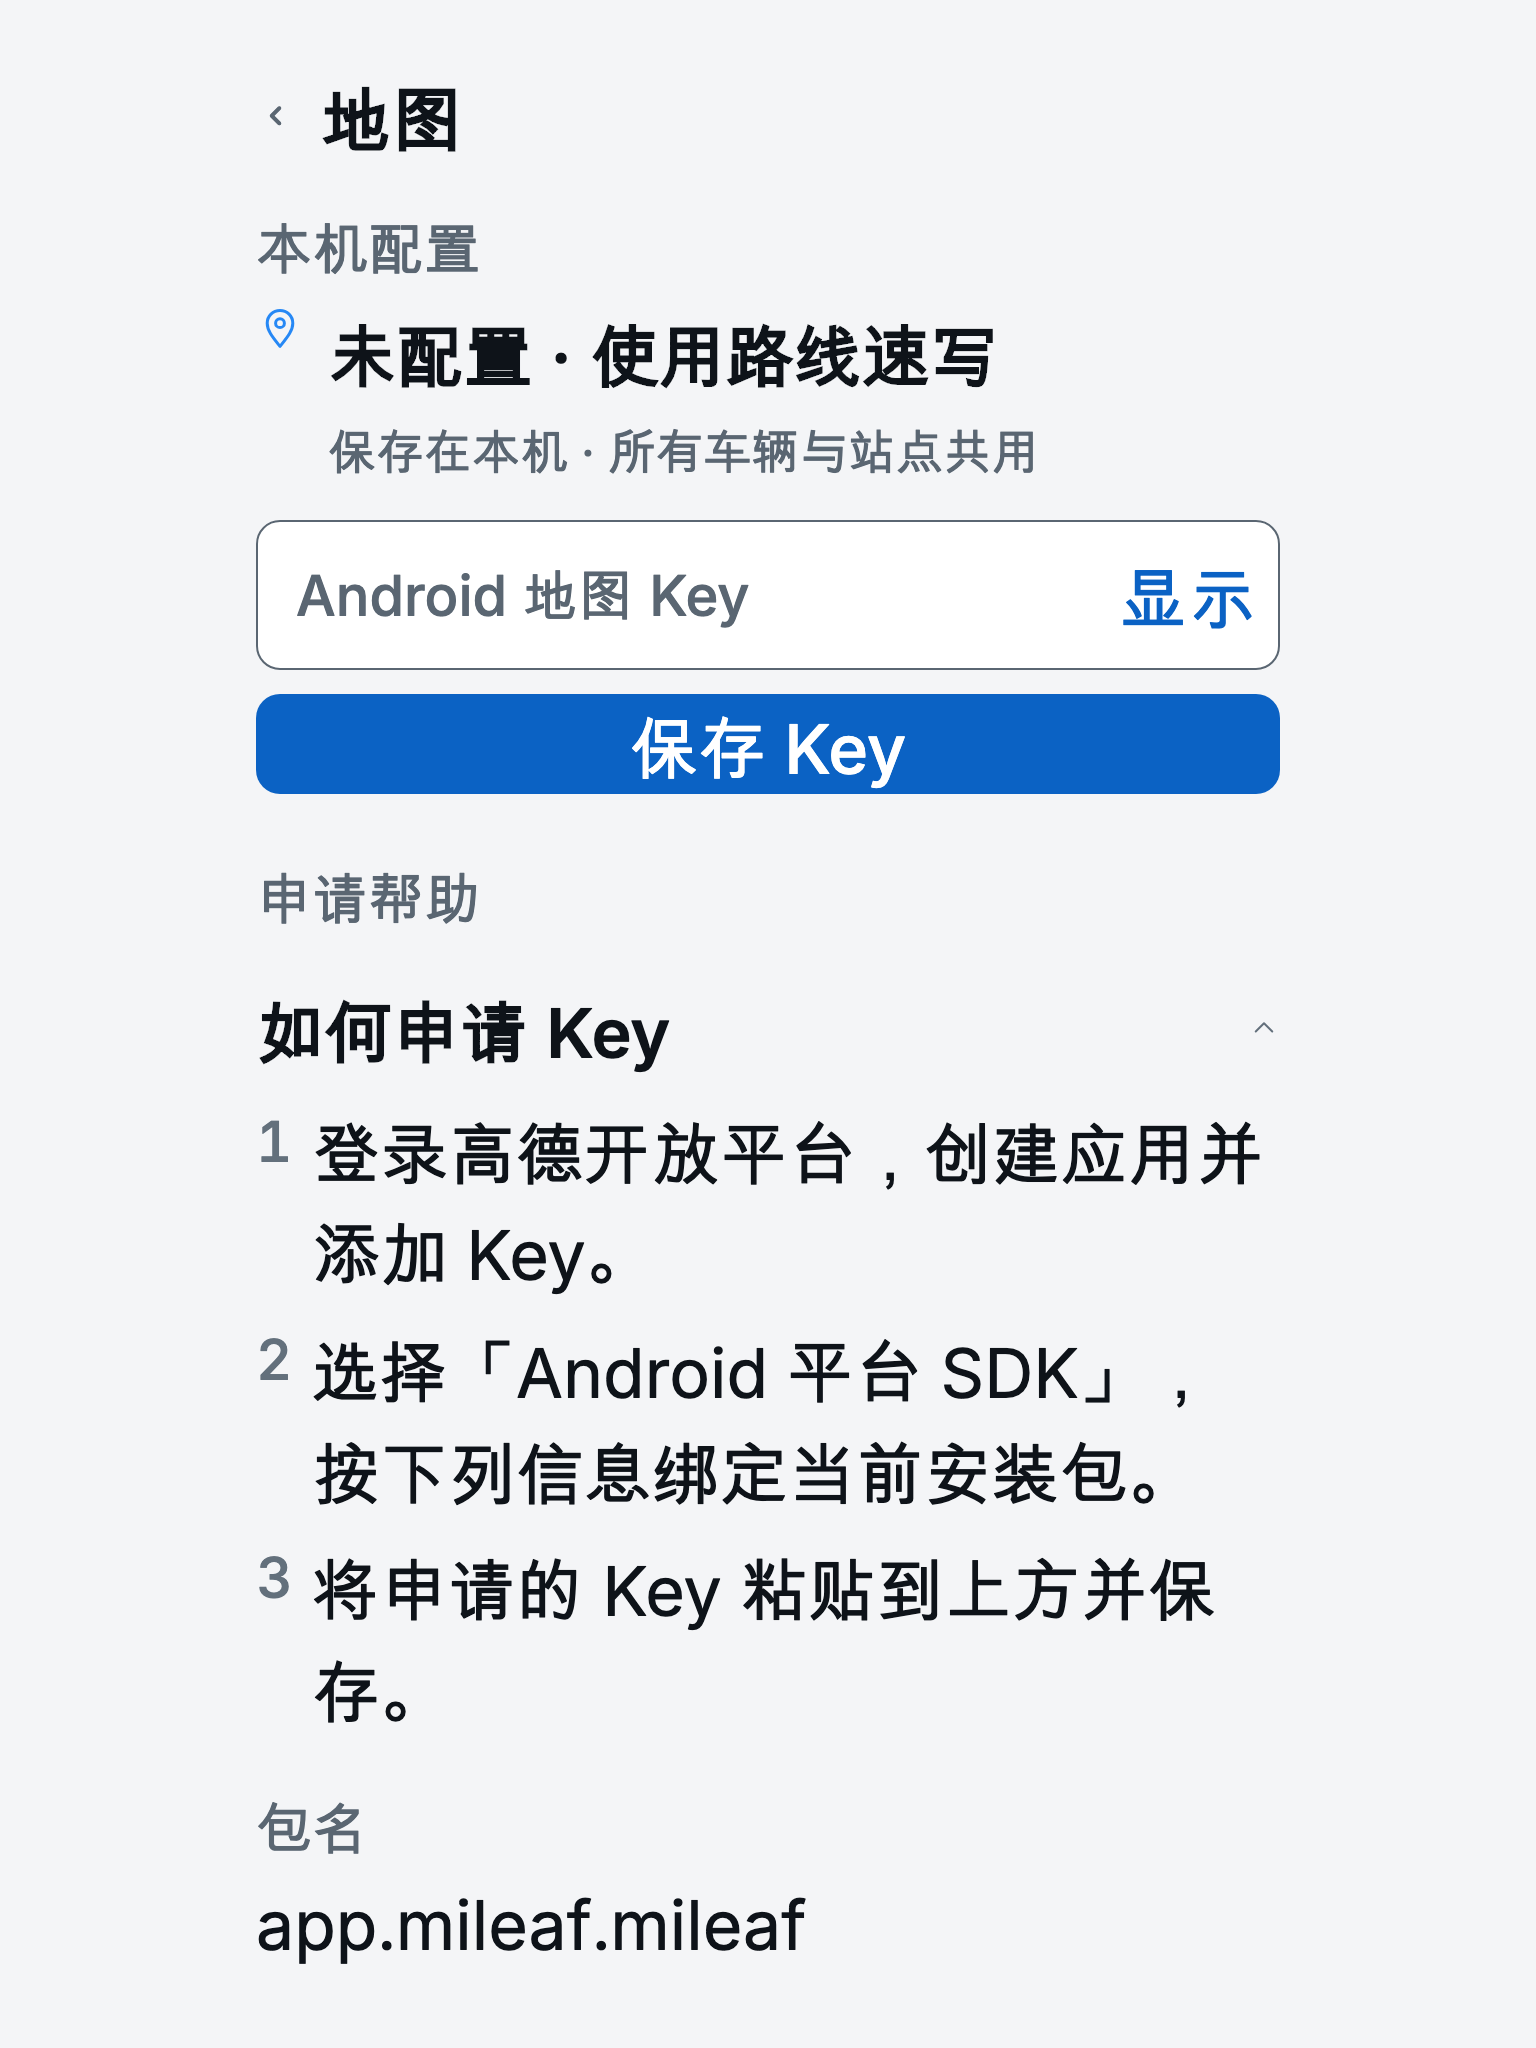 地图
本机配置
未配置 · 使用路线速写
保存在本机 · 所有车辆与站点共用
Android 地图 Key
显示
保存 Key
申请帮助
如何申请 Key
1 登录高德开放平台，创建应用并
添加 Key。
2 选择「Android 平台 SDK」，
按下列信息绑定当前安装包。
3 将申请的 Key 粘贴到上方并保
存。
包名
app.mileaf.mileaf